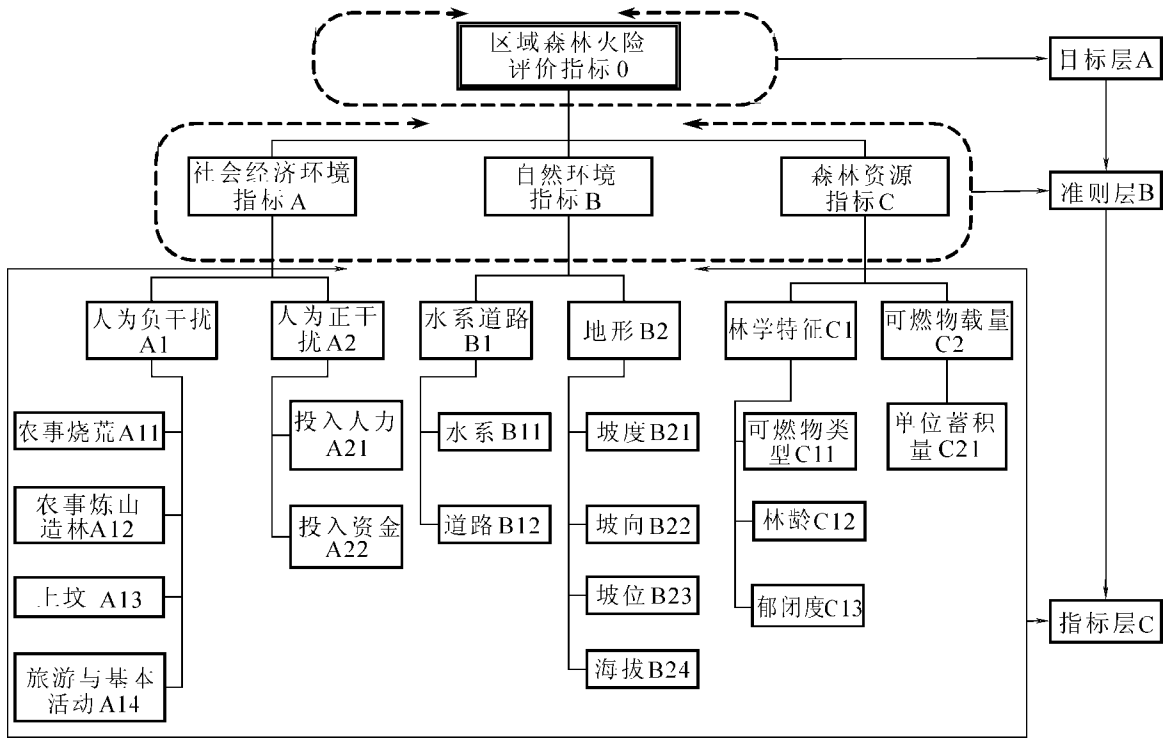 区域森林火险
评价指标0
目标层A
社会经济环境
指标A
自然环境
指标B
森林资源
指标C
准则层B
人为负干扰
A1
人为正干
扰A2
水系道路
B1
地形B2
林学特征C1
可燃物载量
C2
农事烧荒A11
投入人力
A21
水系B11
坡度B21
可燃物类
型C11
单位蓄积
量C21
农事炼山
造林A12
投入资金
A22
道路B12
坡向B22
林龄C12
上坟 A13
坡位B23
郁闭度C13
指标层C
旅游与基本
活动A14
海拔B24